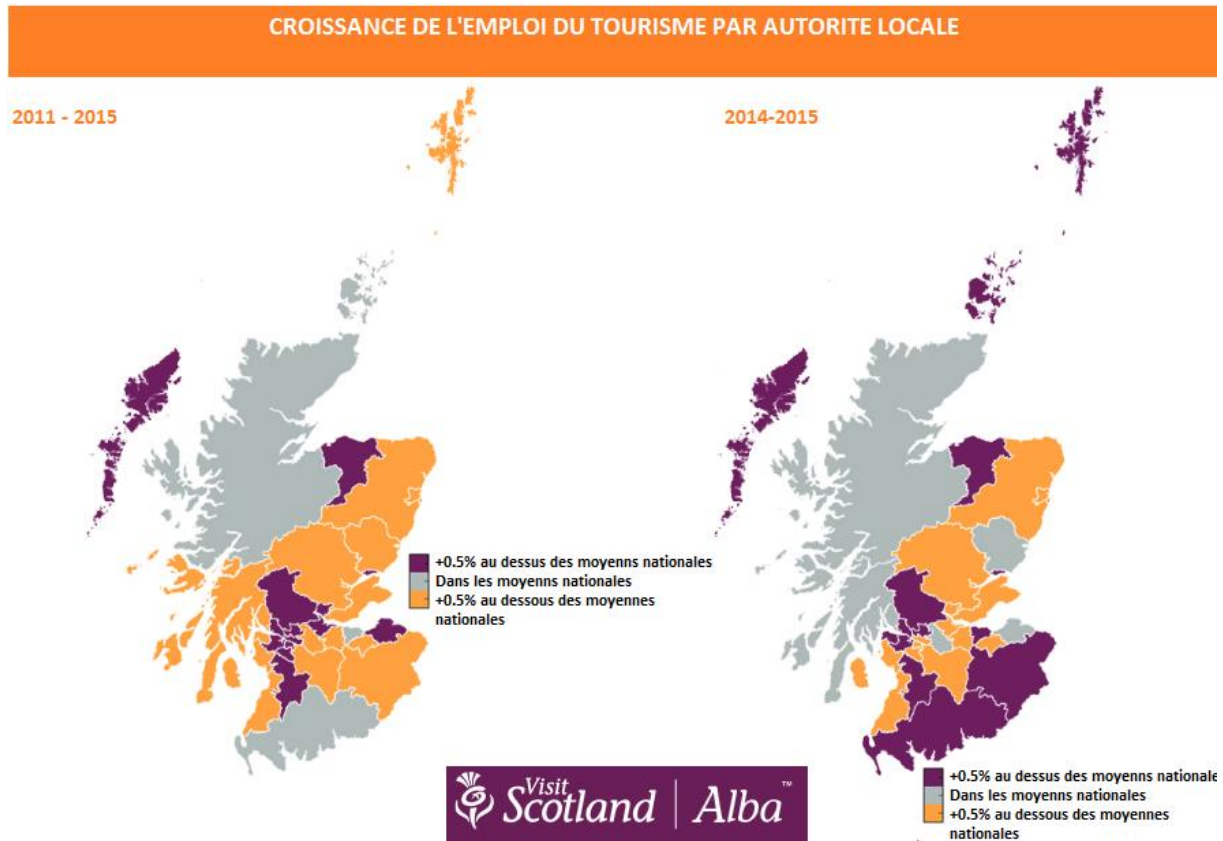 CROISSANCE DE L'EMPLOI DU TOURISME PAR AUTORITE LOCALE
2011 - 2015
2014-2015
+0.5% au dessus des moyenns nationales
Dans les moyenns nationales
+0.5% au dessous des moyennes
nationales
Visit
Scotland | Alba™
+0.5% au dessus des moyenns nationale
Dans les moyenns nationales
+0.5% au dessous des moyennes
nationales